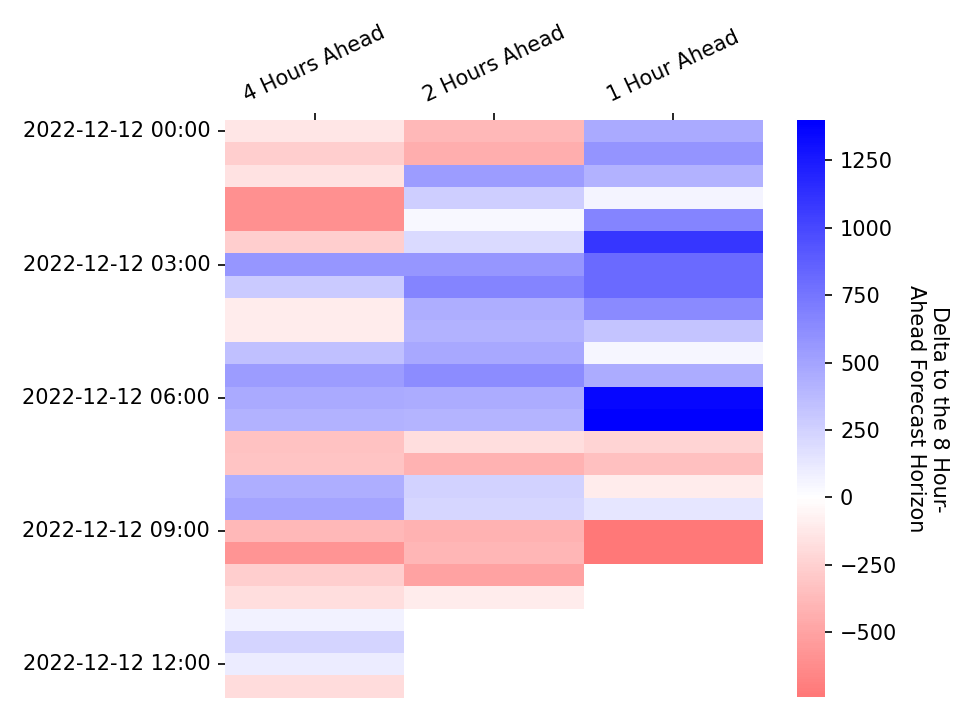 4 Hours Ahead
2 Hours Ahead
1 Hour Ahead
2022-12-12 00:00
2022-12-12 03:00
2022-12-12 06:00
2022-12-12 09:00
2022-12-12 12:00
1250
1000
750
500
250
0
−250
−500
Delta to the 8 Hour-
Ahead Forecast Horizon